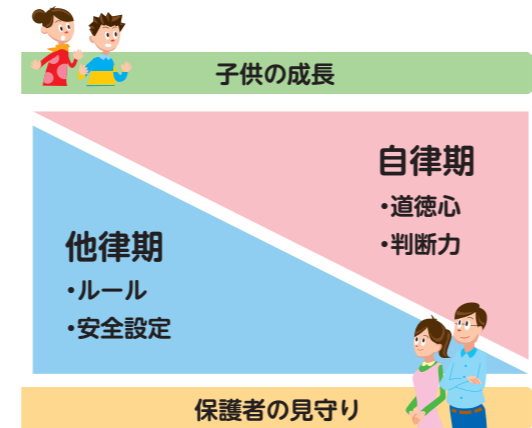 子供の成長
自律期
・道徳心
・判断力
他律期
・ルール
・安全設定
保護者の見守り